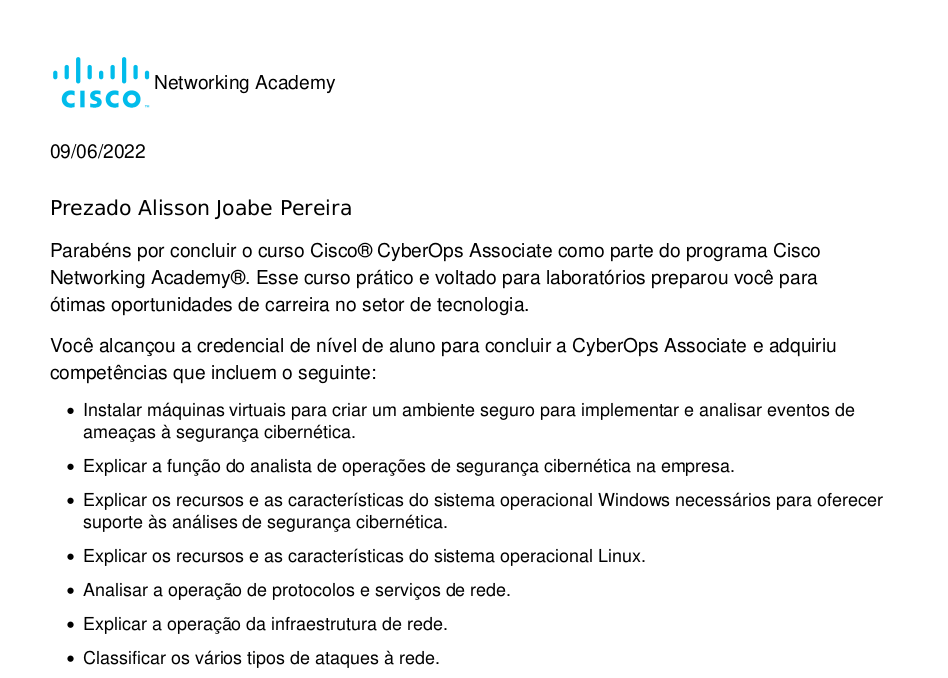 CISCO Networking Academy
09/06/2022
Prezado Alisson Joabe Pereira
Parabéns por concluir o curso Cisco® CyberOps Associate como parte do programa Cisco
Networking Academy®. Esse curso prático e voltado para laboratórios preparou você para
ótimas oportunidades de carreira no setor de tecnologia.
Você alcançou a credencial de nível de aluno para concluir a CyberOps Associate e adquiriu
competências que incluem o seguinte:
• Instalar máquinas virtuais para criar um ambiente seguro para implementar e analisar eventos de
ameaças à segurança cibernética.
• Explicar a função do analista de operações de segurança cibernética na empresa.
• Explicar os recursos e as características do sistema operacional Windows necessários para oferecer
suporte às análises de segurança cibernética.
• Explicar os recursos e as características do sistema operacional Linux.
• Analisar a operação de protocolos e serviços de rede.
• Explicar a operação da infraestrutura de rede.
• Classificar os vários tipos de ataques à rede.